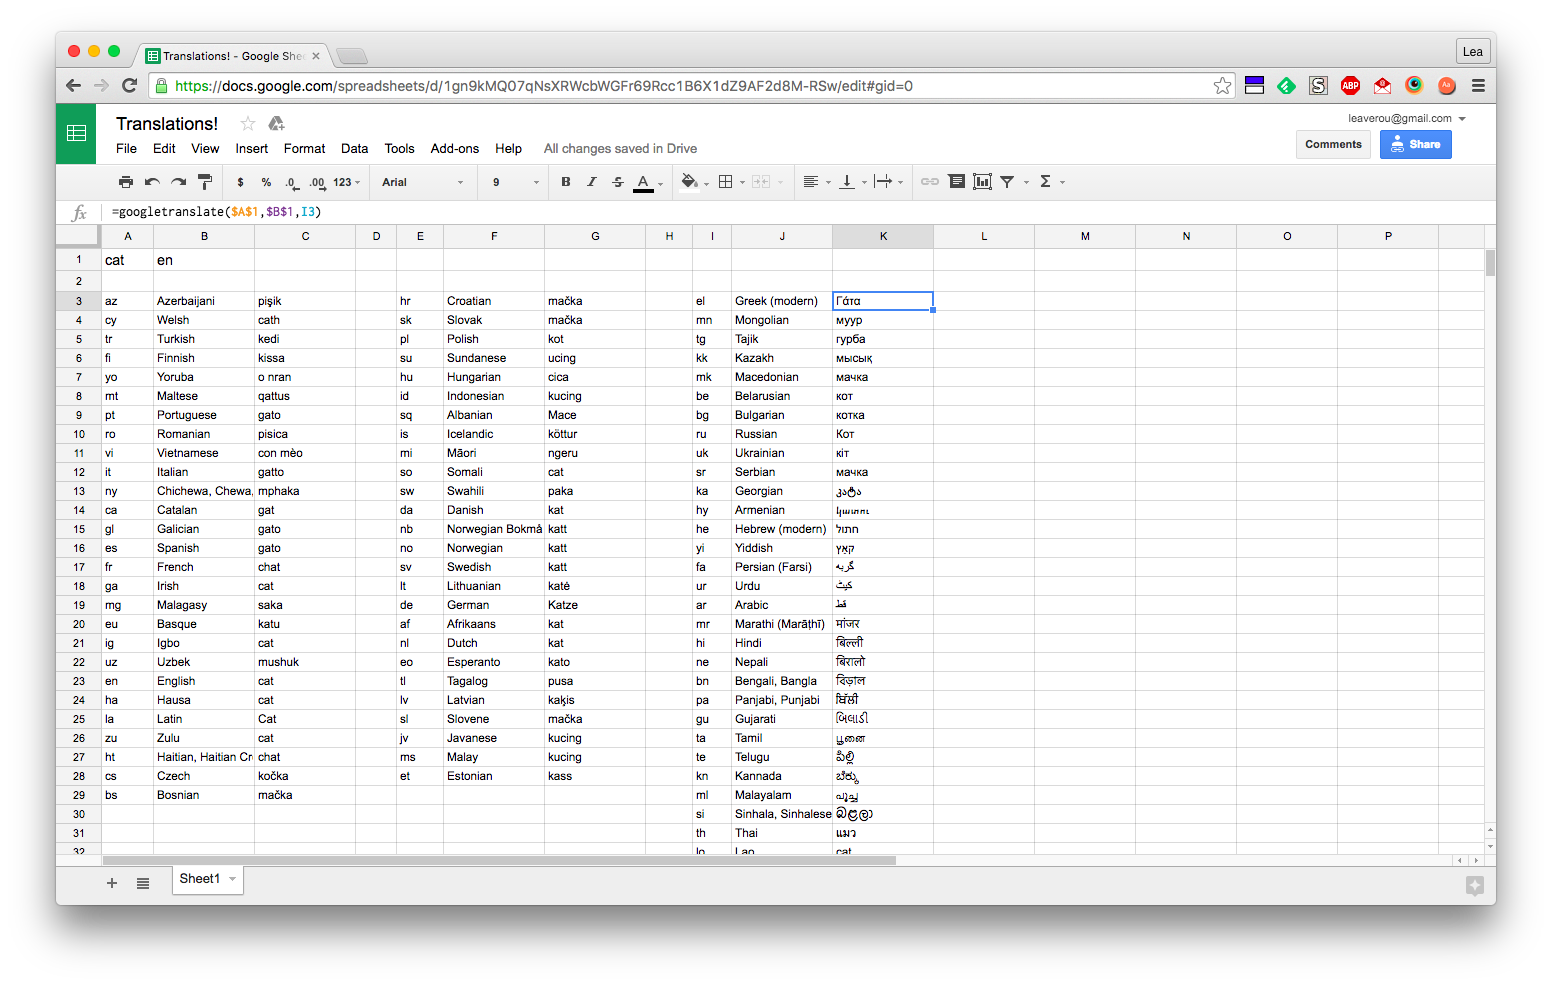 Translations! - Google She
Lea
https://docs.google.com/spreadsheets/d/1gn9kMQ07qNsXRWcbWGFr69Rcc1B6X1dZ9AF2d8M-RSw/edit#gid=0
S ABP Aa
Translations!
leaverou@gmail.com
File Edit View Insert Format Data Tools Add-ons Help All changes saved in Drive
Comments Share
$ % .0 .00 123 Arial 9 B I S A Σ
fx =googletranslate($A$1,$B$1,I3)
A B C D E F G H I J K L M N O P
1 cat en
2
3 az Azerbaijani pişik hr Croatian mačka el Greek (modern) Γάτα
4 cy Welsh cath sk Slovak mačka mn Mongolian муур
5 tr Turkish kedi pl Polish kot tg Tajik гурба
6 fi Finnish kissa su Sundanese ucing kk Kazakh мысық
7 yo Yoruba o nran hu Hungarian cica mk Macedonian мачка
8 mt Maltese qattus id Indonesian kucing be Belarusian кот
9 pt Portuguese gato sq Albanian Mace bg Bulgarian котка
10 ro Romanian pisica is Icelandic köttur ru Russian Кот
11 vi Vietnamese con mèo mi Māori ngeru uk Ukrainian кіт
12 it Italian gatto so Somali cat sr Serbian мачка
13 ny Chichewa, Chewa, mphaka sw Swahili paka ka Georgian კატა
14 ca Catalan gat da Danish kat hy Armenian կատու
15 gl Galician gato nb Norwegian Bokmå katt he Hebrew (modern) חתול
16 es Spanish gato no Norwegian katt yi Yiddish קאַץ
17 fr French chat sv Swedish katt fa Persian (Farsi) گربه
18 ga Irish cat lt Lithuanian katė ur Urdu کیٹ
19 mg Malagasy saka de German Katze ar Arabic قط
20 eu Basque katu af Afrikaans kat mr Marathi (Marāṭhī) मांजर
21 ig Igbo cat nl Dutch kat hi Hindi बिल्ली
22 uz Uzbek mushuk eo Esperanto kato ne Nepali बिरालो
23 en English cat tl Tagalog pusa bn Bengali, Bangla বিড়াল
24 ha Hausa cat lv Latvian kaķis pa Panjabi, Punjabi ਬਿੱਲੀ
25 la Latin Cat sl Slovene mačka gu Gujarati બિલાડી
26 zu Zulu cat jv Javanese kucing ta Tamil பூனை
27 ht Haitian, Haitian Cr chat ms Malay kucing te Telugu పిల్లి
28 cs Czech kočka et Estonian kass kn Kannada ಬೆಕ್ಕು
29 bs Bosnian mačka ml Malayalam പൂച്ച
30 si Sinhala, Sinhalese බළලා
31 th Thai แมว
32 lo Lao cat
Sheet1